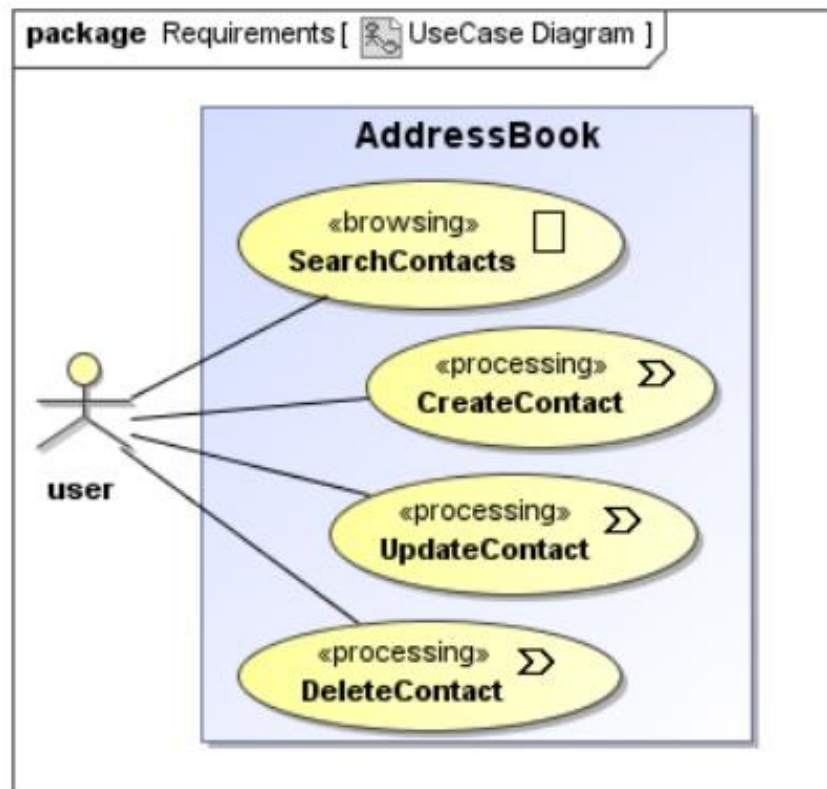 package Requirements [ UseCase Diagram ]
AddressBook
«browsing»
SearchContacts
«processing»
CreateContact
user
«processing»
UpdateContact
«processing»
DeleteContact